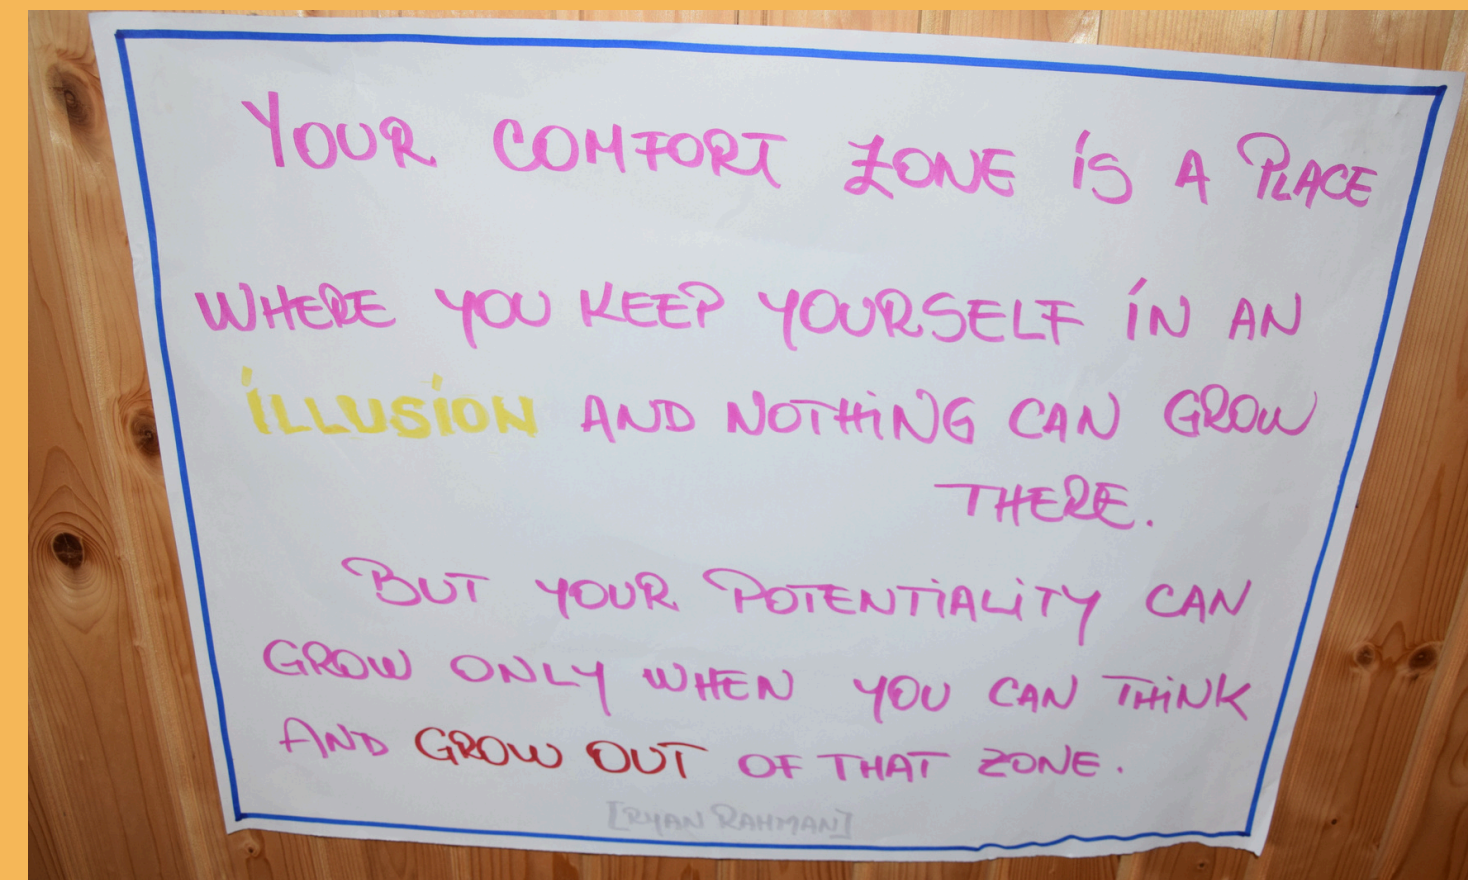 YOUR COMFORT ZONE iS A PLACE
WHERE YOU KEEP YOURSELF iN AN
iLLUSiON AND NOTHiNG CAN GROW
THERE.
BUT YOUR POTENTiALiTY CAN
GROW ONLY WHEN YOU CAN THiNK
AND GROW OUT OF THAT ZONE.
[RYAN RAHMAN]